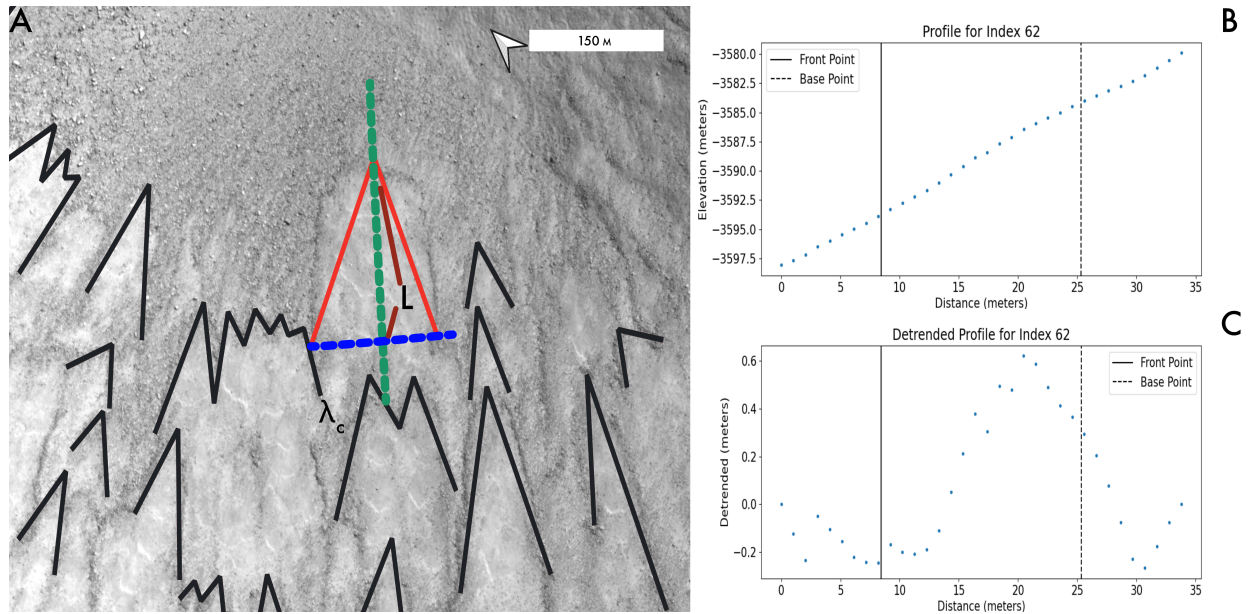 A
150 M
L
λc
B
Profile for Index 62
Front Point
Base Point
Elevation (meters)
−3580.0
−3582.5
−3585.0
−3587.5
−3590.0
−3592.5
−3595.0
−3597.5
0 5 10 15 20 25 30 35
Distance (meters)
C
Detrended Profile for Index 62
Front Point
Base Point
Detrended (meters)
0.6
0.4
0.2
0.0
−0.2
0 5 10 15 20 25 30 35
Distance (meters)